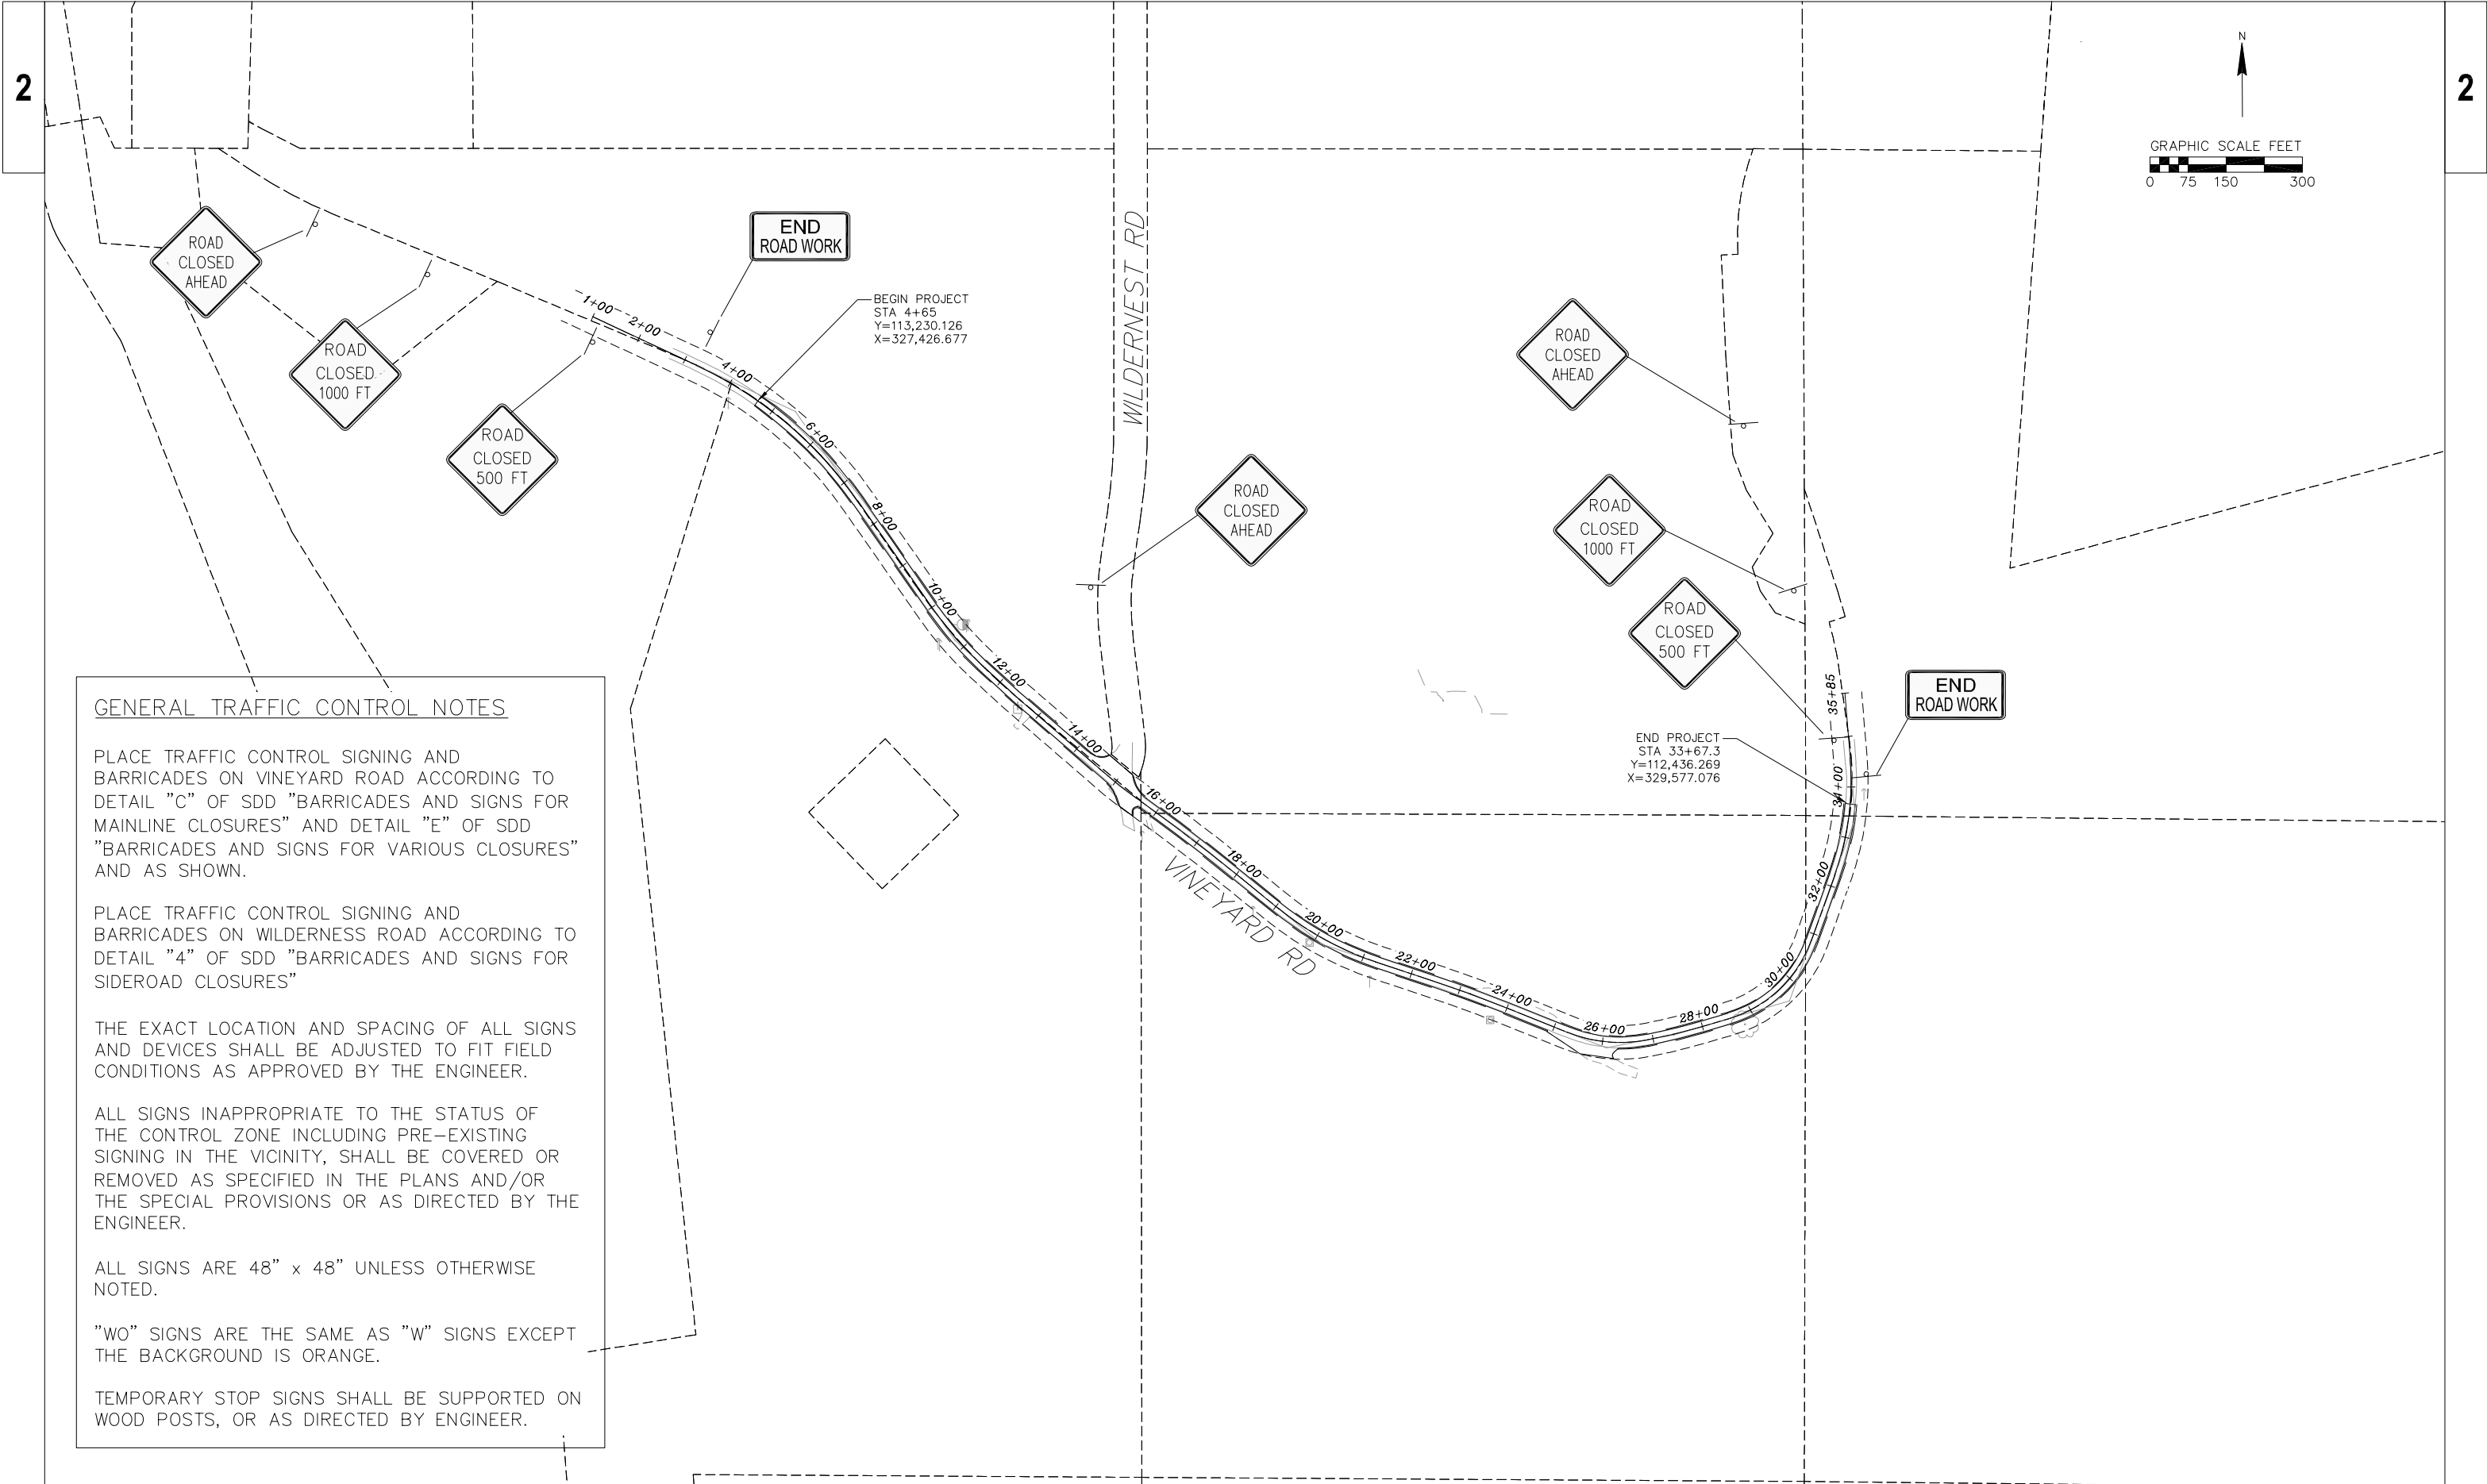 2
2
N
GRAPHIC SCALE FEET
0 75 150 300
ROAD
CLOSED
AHEAD
ROAD
CLOSED
1000 FT
ROAD
CLOSED
500 FT
END
ROAD WORK
BEGIN PROJECT
STA 4+65
Y=113,230.126
X=327,426.677
WILDERNEST RD
ROAD
CLOSED
AHEAD
ROAD
CLOSED
AHEAD
ROAD
CLOSED
1000 FT
ROAD
CLOSED
500 FT
END
ROAD WORK
END PROJECT
STA 33+67.3
Y=112,436.269
X=329,577.076
1+00
2+00
4+00
6+00
8+00
10+00
12+00
14+00
16+00
18+00
20+00
22+00
24+00
26+00
28+00
30+00
32+00
34+00
35+85
VINEYARD RD
GENERAL TRAFFIC CONTROL NOTES
PLACE TRAFFIC CONTROL SIGNING AND
BARRICADES ON VINEYARD ROAD ACCORDING TO
DETAIL "C" OF SDD "BARRICADES AND SIGNS FOR
MAINLINE CLOSURES" AND DETAIL "E" OF SDD
"BARRICADES AND SIGNS FOR VARIOUS CLOSURES"
AND AS SHOWN.
PLACE TRAFFIC CONTROL SIGNING AND
BARRICADES ON WILDERNESS ROAD ACCORDING TO
DETAIL "4" OF SDD "BARRICADES AND SIGNS FOR
SIDEROAD CLOSURES"
THE EXACT LOCATION AND SPACING OF ALL SIGNS
AND DEVICES SHALL BE ADJUSTED TO FIT FIELD
CONDITIONS AS APPROVED BY THE ENGINEER.
ALL SIGNS INAPPROPRIATE TO THE STATUS OF
THE CONTROL ZONE INCLUDING PRE-EXISTING
SIGNING IN THE VICINITY, SHALL BE COVERED OR
REMOVED AS SPECIFIED IN THE PLANS AND/OR
THE SPECIAL PROVISIONS OR AS DIRECTED BY THE
ENGINEER.
ALL SIGNS ARE 48" x 48" UNLESS OTHERWISE
NOTED.
"WO" SIGNS ARE THE SAME AS "W" SIGNS EXCEPT
THE BACKGROUND IS ORANGE.
TEMPORARY STOP SIGNS SHALL BE SUPPORTED ON
WOOD POSTS, OR AS DIRECTED BY ENGINEER.